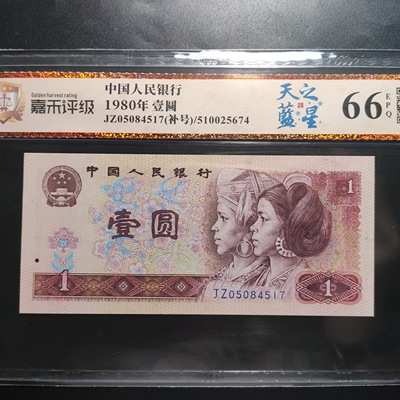 Golden harvest rating
嘉禾评级
中国人民银行
1980年 壹圆
JZ05084517(补号)/510025674
天之
蓝星
66
EPQ
中国人民银行
1
壹圆
1
1
JZ05084517